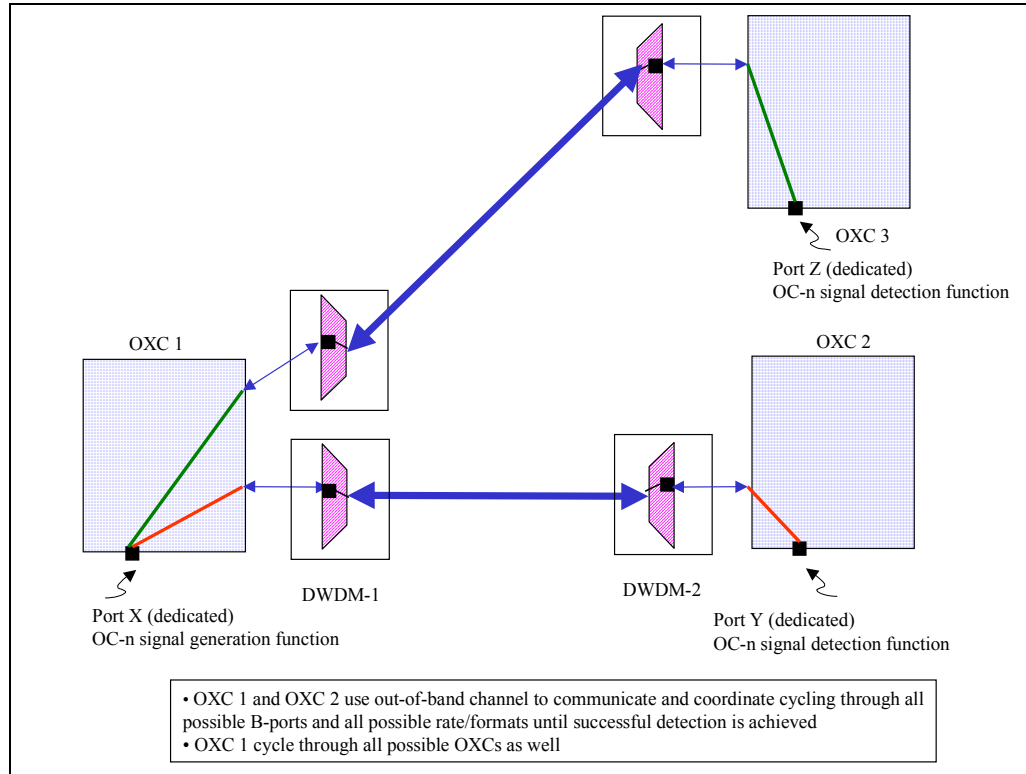 OXC 3
Port Z (dedicated)
OC-n signal detection function
OXC 1
OXC 2
DWDM-1
DWDM-2
Port X (dedicated)
OC-n signal generation function
Port Y (dedicated)
OC-n signal detection function
• OXC 1 and OXC 2 use out-of-band channel to communicate and coordinate cycling through all
possible B-ports and all possible rate/formats until successful detection is achieved
• OXC 1 cycle through all possible OXCs as well